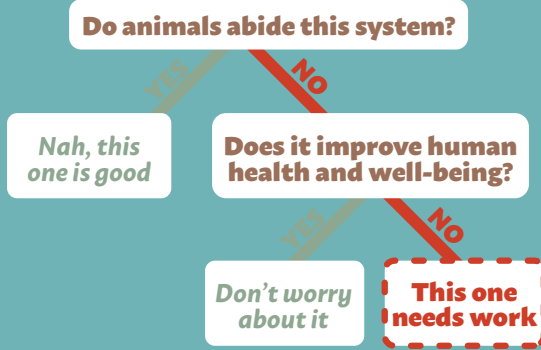 Do animals abide this system?
YES
NO
Nah, this
one is good
Does it improve human
health and well-being?
YES
NO
Don't worry
about it
This one
needs work